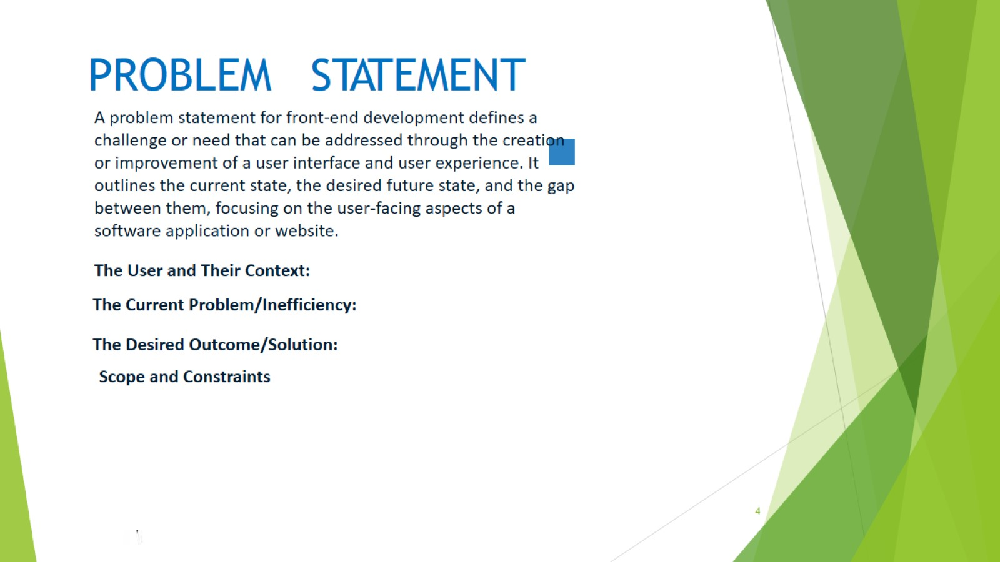 PROBLEM STATEMENT
A problem statement for front-end development defines a
challenge or need that can be addressed through the creation
or improvement of a user interface and user experience. It
outlines the current state, the desired future state, and the gap
between them, focusing on the user-facing aspects of a
software application or website.
The User and Their Context:
The Current Problem/Inefficiency:
The Desired Outcome/Solution:
Scope and Constraints
4